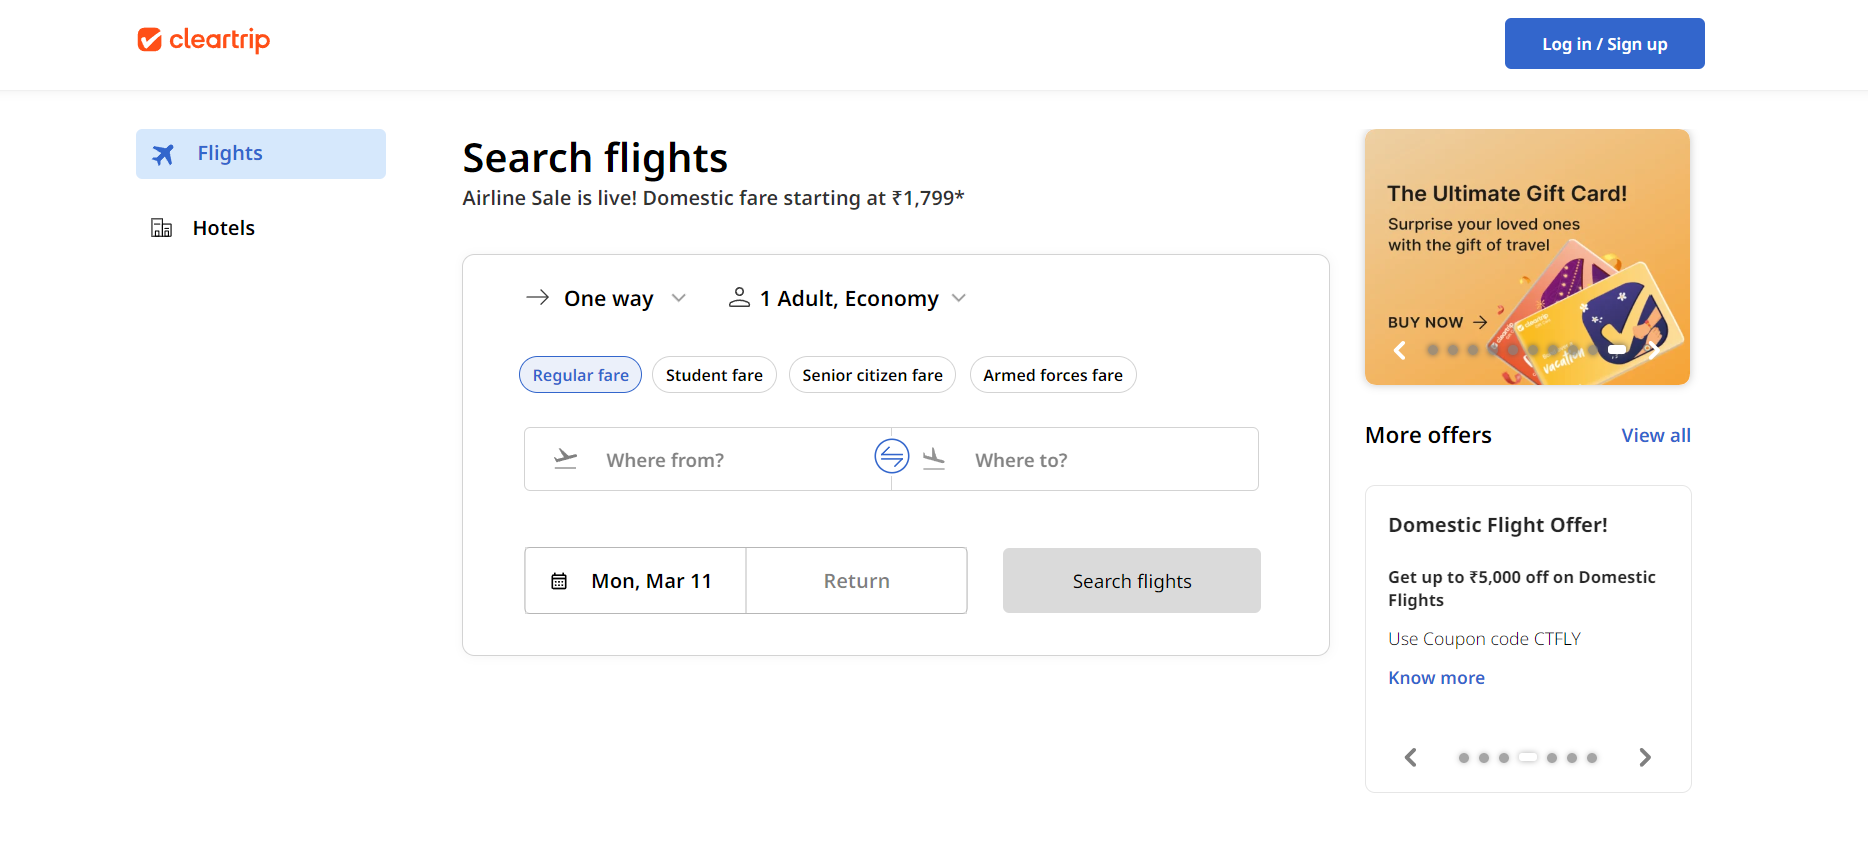 cleartrip
Log in / Sign up
Flights
Hotels
Search flights
Airline Sale is live! Domestic fare starting at ₹1,799*
One way
1 Adult, Economy
Regular fare
Student fare
Senior citizen fare
Armed forces fare
Where from?
Where to?
Mon, Mar 11
Return
Search flights
The Ultimate Gift Card!
Surprise your loved ones
with the gift of travel
BUY NOW
cleartrip
cleartrip
vacation
More offers
View all
Domestic Flight Offer!
Get up to ₹5,000 off on Domestic
Flights
Use Coupon code CTFLY
Know more